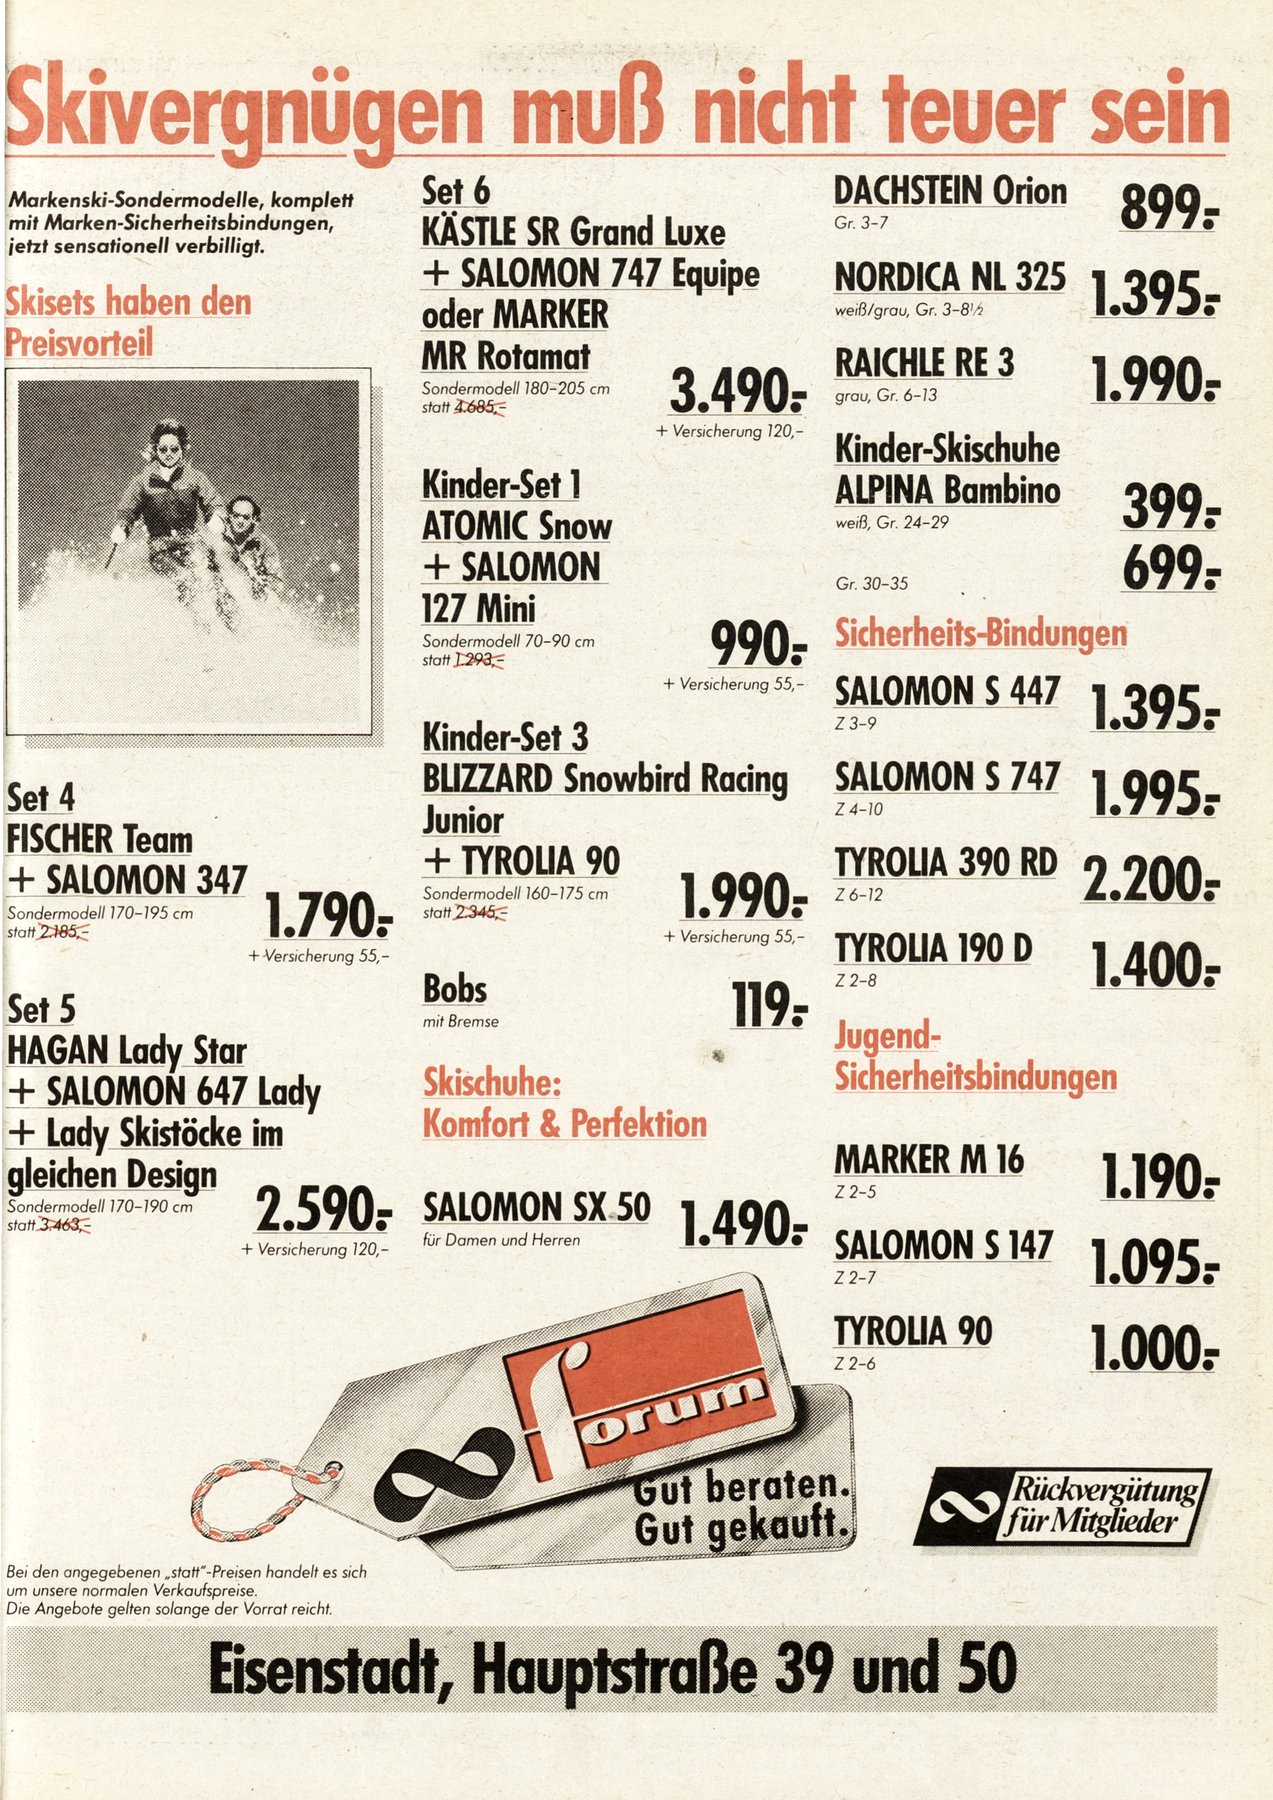 Skivergnügen muß nicht teuer sein
Markenski-Sondermodelle, komplett
mit Marken-Sicherheitsbindungen,
jetzt sensationell verbilligt.
Skisets haben den
Preisvorteil
Set 4
FISCHER Team
+ SALOMON 347
Sondermodell 170–195 cm
statt 2.185,–
1.790.-
+ Versicherung 55,–
Set 5
HAGAN Lady Star
+ SALOMON 647 Lady
+ Lady Skistöcke im
gleichen Design
Sondermodell 170–190 cm
statt 3.463,–
2.590.-
+ Versicherung 120,–
Set 6
KÄSTLE SR Grand Luxe
+ SALOMON 747 Equipe
oder MARKER
MR Rotamat
Sondermodell 180–205 cm
statt 4.685,–
3.490.-
+ Versicherung 120,–
Kinder-Set 1
ATOMIC Snow
+ SALOMON
127 Mini
Sondermodell 70–90 cm
statt 1.293,–
990.-
+ Versicherung 55,–
Kinder-Set 3
BLIZZARD Snowbird Racing
Junior
+ TYROLIA 90
Sondermodell 160–175 cm
statt 2.345,–
1.990.-
+ Versicherung 55,–
Bobs
mit Bremse
119.-
Skischuhe:
Komfort & Perfektion
SALOMON SX 50
für Damen und Herren
1.490.-
DACHSTEIN Orion
Gr. 3–7
899.-
NORDICA NL 325
weiß/grau, Gr. 3–8½
1.395.-
RAICHLE RE 3
grau, Gr. 6–13
1.990.-
Kinder-Skischuhe
ALPINA Bambino
weiß, Gr. 24–29
399.-
Gr. 30–35
699.-
Sicherheits-Bindungen
SALOMON S 447
Z 3–9
1.395.-
SALOMON S 747
Z 4–10
1.995.-
TYROLIA 390 RD
Z 6–12
2.200.-
TYROLIA 190 D
Z 2–8
1.400.-
Jugend-
Sicherheitsbindungen
MARKER M 16
Z 2–5
1.190.-
SALOMON S 147
Z 2–7
1.095.-
TYROLIA 90
Z 2–6
1.000.-
forum
Gut beraten.
Gut gekauft.
Rückvergütung
für Mitglieder
Bei den angegebenen „statt“-Preisen handelt es sich
um unsere normalen Verkaufspreise.
Die Angebote gelten solange der Vorrat reicht.
Eisenstadt, Hauptstraße 39 und 50